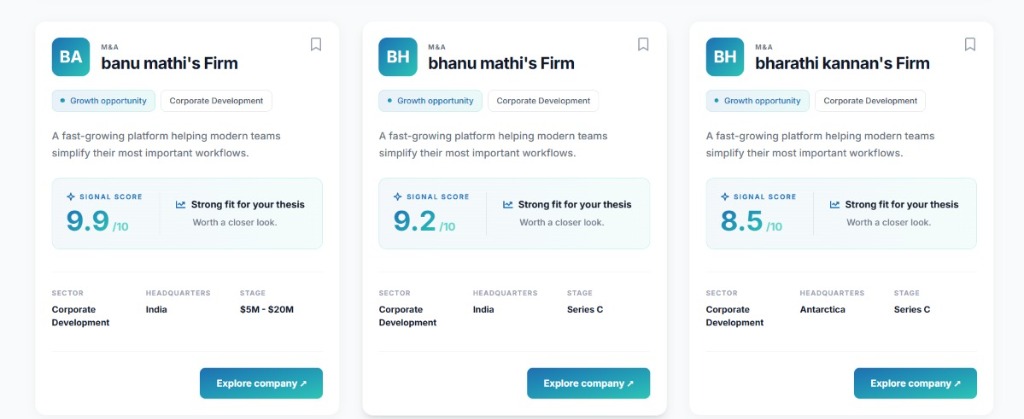 BA
M&A
banu mathi's Firm
Growth opportunity
Corporate Development
A fast-growing platform helping modern teams
simplify their most important workflows.
SIGNAL SCORE
9.9 /10
Strong fit for your thesis
Worth a closer look.
SECTOR
Corporate
Development
HEADQUARTERS
India
STAGE
$5M - $20M
Explore company ↗
BH
M&A
bhanu mathi's Firm
Growth opportunity
Corporate Development
A fast-growing platform helping modern teams
simplify their most important workflows.
SIGNAL SCORE
9.2 /10
Strong fit for your thesis
Worth a closer look.
SECTOR
Corporate
Development
HEADQUARTERS
India
STAGE
Series C
Explore company ↗
BH
M&A
bharathi kannan's Firm
Growth opportunity
Corporate Development
A fast-growing platform helping modern teams
simplify their most important workflows.
SIGNAL SCORE
8.5 /10
Strong fit for your thesis
Worth a closer look.
SECTOR
Corporate
Development
HEADQUARTERS
Antarctica
STAGE
Series C
Explore company ↗